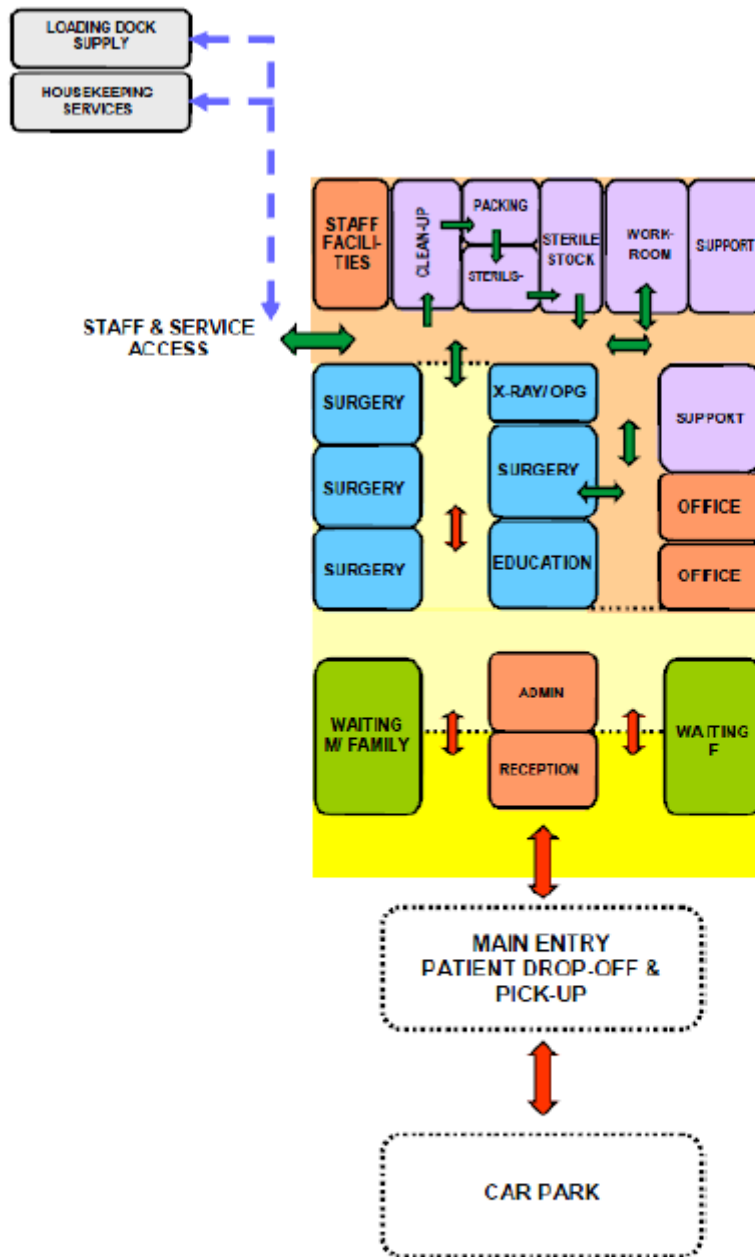 LOADING DOCK
SUPPLY
HOUSEKEEPING
SERVICES
STAFF
FACILI-
TIES
CLEAN-UP
PACKING
STERILIS-
STERILE
STOCK
WORK-
ROOM
SUPPORT
STAFF & SERVICE
ACCESS
SURGERY
X-RAY/ OPG
SUPPORT
SURGERY
SURGERY
OFFICE
SURGERY
EDUCATION
OFFICE
WAITING
M/ FAMILY
ADMIN
RECEPTION
WAITING
F
MAIN ENTRY
PATIENT DROP-OFF &
PICK-UP
CAR PARK